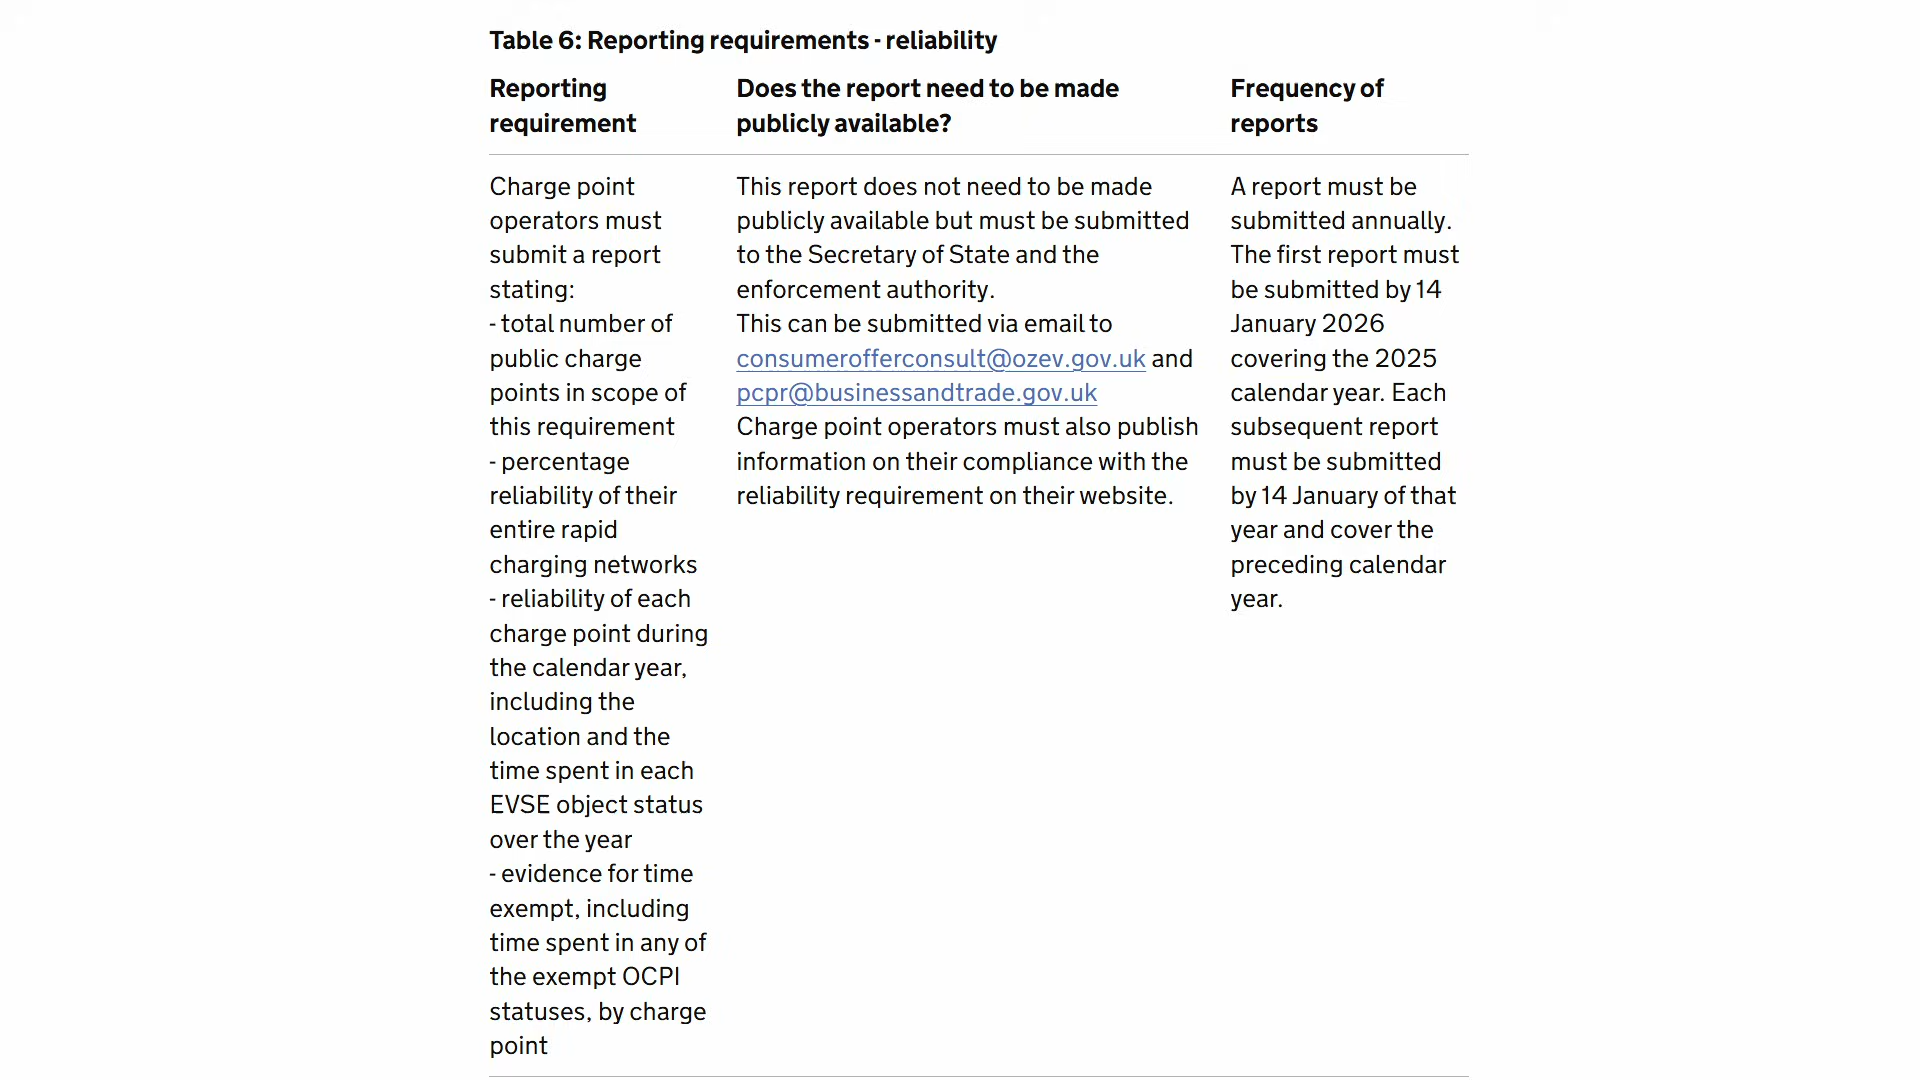 Table 6: Reporting requirements - reliability
Reporting
requirement
Does the report need to be made
publicly available?
Frequency of
reports
Charge point
operators must
submit a report
stating:
- total number of
public charge
points in scope of
this requirement
- percentage
reliability of their
entire rapid
charging networks
- reliability of each
charge point during
the calendar year,
including the
location and the
time spent in each
EVSE object status
over the year
- evidence for time
exempt, including
time spent in any of
the exempt OCPI
statuses, by charge
point
This report does not need to be made
publicly available but must be submitted
to the Secretary of State and the
enforcement authority.
This can be submitted via email to
consumerofferconsult@ozev.gov.uk and
pcpr@businessandtrade.gov.uk
Charge point operators must also publish
information on their compliance with the
reliability requirement on their website.
A report must be
submitted annually.
The first report must
be submitted by 14
January 2026
covering the 2025
calendar year. Each
subsequent report
must be submitted
by 14 January of that
year and cover the
preceding calendar
year.